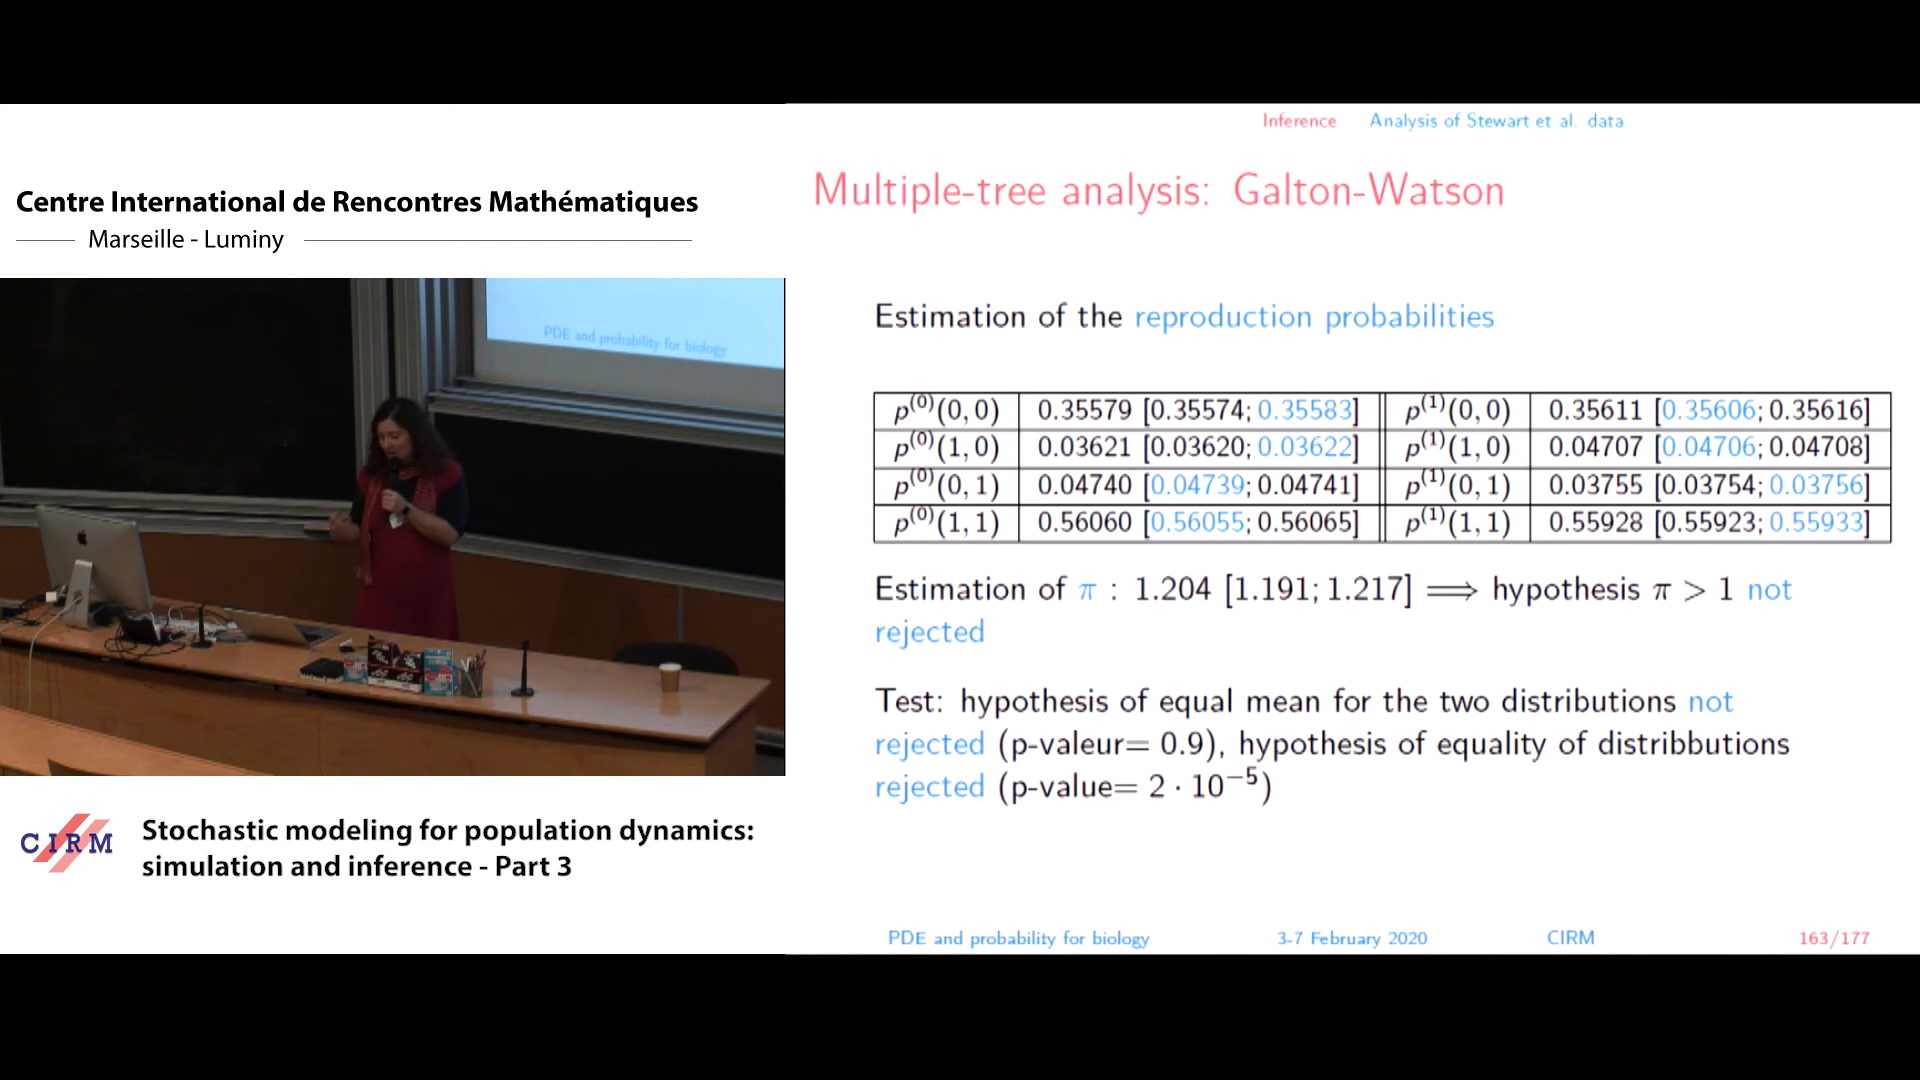 Centre International de Rencontres Mathématiques
Marseille - Luminy
PDE and probability for biology
CIRM
Stochastic modeling for population dynamics:
simulation and inference - Part 3
Inference Analysis of Stewart et al. data
Multiple-tree analysis: Galton-Watson
Estimation of the reproduction probabilities
p⁽⁰⁾(0, 0) 0.35579 [0.35574; 0.35583] p⁽¹⁾(0, 0) 0.35611 [0.35606; 0.35616]
p⁽⁰⁾(1, 0) 0.03621 [0.03620; 0.03622] p⁽¹⁾(1, 0) 0.04707 [0.04706; 0.04708]
p⁽⁰⁾(0, 1) 0.04740 [0.04739; 0.04741] p⁽¹⁾(0, 1) 0.03755 [0.03754; 0.03756]
p⁽⁰⁾(1, 1) 0.56060 [0.56055; 0.56065] p⁽¹⁾(1, 1) 0.55928 [0.55923; 0.55933]
Estimation of π : 1.204 [1.191; 1.217] ⟹ hypothesis π > 1 not
rejected
Test: hypothesis of equal mean for the two distributions not
rejected (p-valeur= 0.9), hypothesis of equality of distribbutions
rejected (p-value= 2 · 10⁻⁵)
PDE and probability for biology 3-7 February 2020 CIRM 163/177